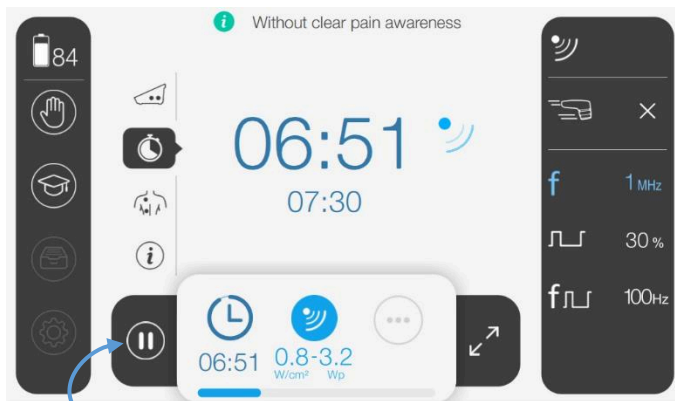 Without clear pain awareness
84
06:51
07:30
f 1 MHz
30 %
f 100Hz
06:51 0.8-3.2
W/cm² Wp